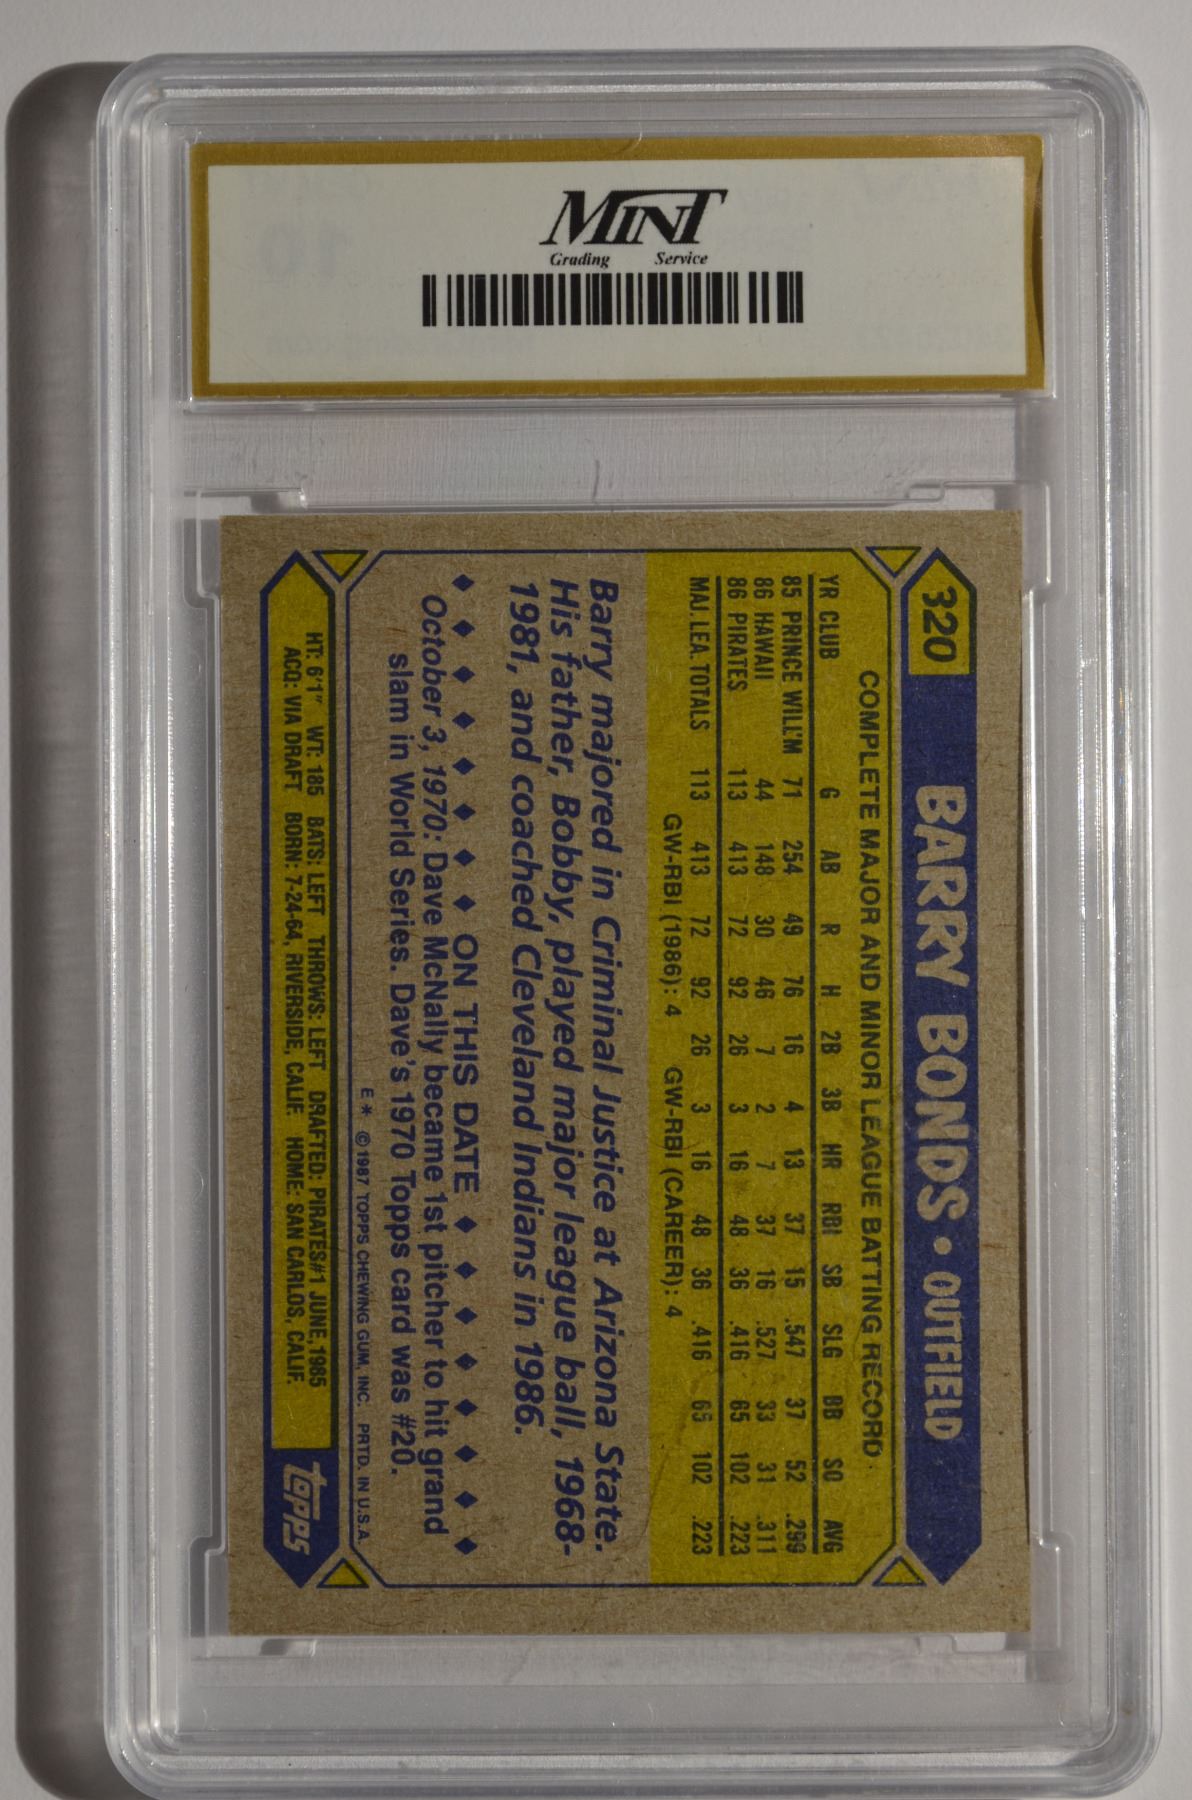 MINT
Grading Service
320 BARRY BONDS • OUTFIELD
COMPLETE MAJOR AND MINOR LEAGUE BATTING RECORD
YR CLUB G AB R H 2B 3B HR RBI SB SLG BB SO AVG
85 PRINCE WILL'M 71 254 49 76 16 4 13 37 15 .547 37 52 .299
86 HAWAII 44 148 30 46 7 2 7 37 16 .527 33 31 .311
86 PIRATES 113 413 72 92 26 3 16 48 36 .416 65 102 .223
MAJ. LEA. TOTALS 113 413 72 92 26 3 16 48 36 .416 65 102 .223
GW-RBI (1986): 4 GW-RBI (CAREER): 4
Barry majored in Criminal Justice at Arizona State.
His father, Bobby, played major league ball, 1968-
1981, and coached Cleveland Indians in 1986.
ON THIS DATE
October 3, 1970: Dave McNally became 1st pitcher to hit grand
slam in World Series. Dave's 1970 Topps card was #20.
E* ©1987 TOPPS CHEWING GUM, INC. PRTD. IN U.S.A.
HT: 6'1" WT: 185 BATS: LEFT THROWS: LEFT DRAFTED: PIRATES#1 JUNE, 1985
ACQ: VIA DRAFT BORN: 7-24-64, RIVERSIDE, CALIF. HOME: SAN CARLOS, CALIF.
topps